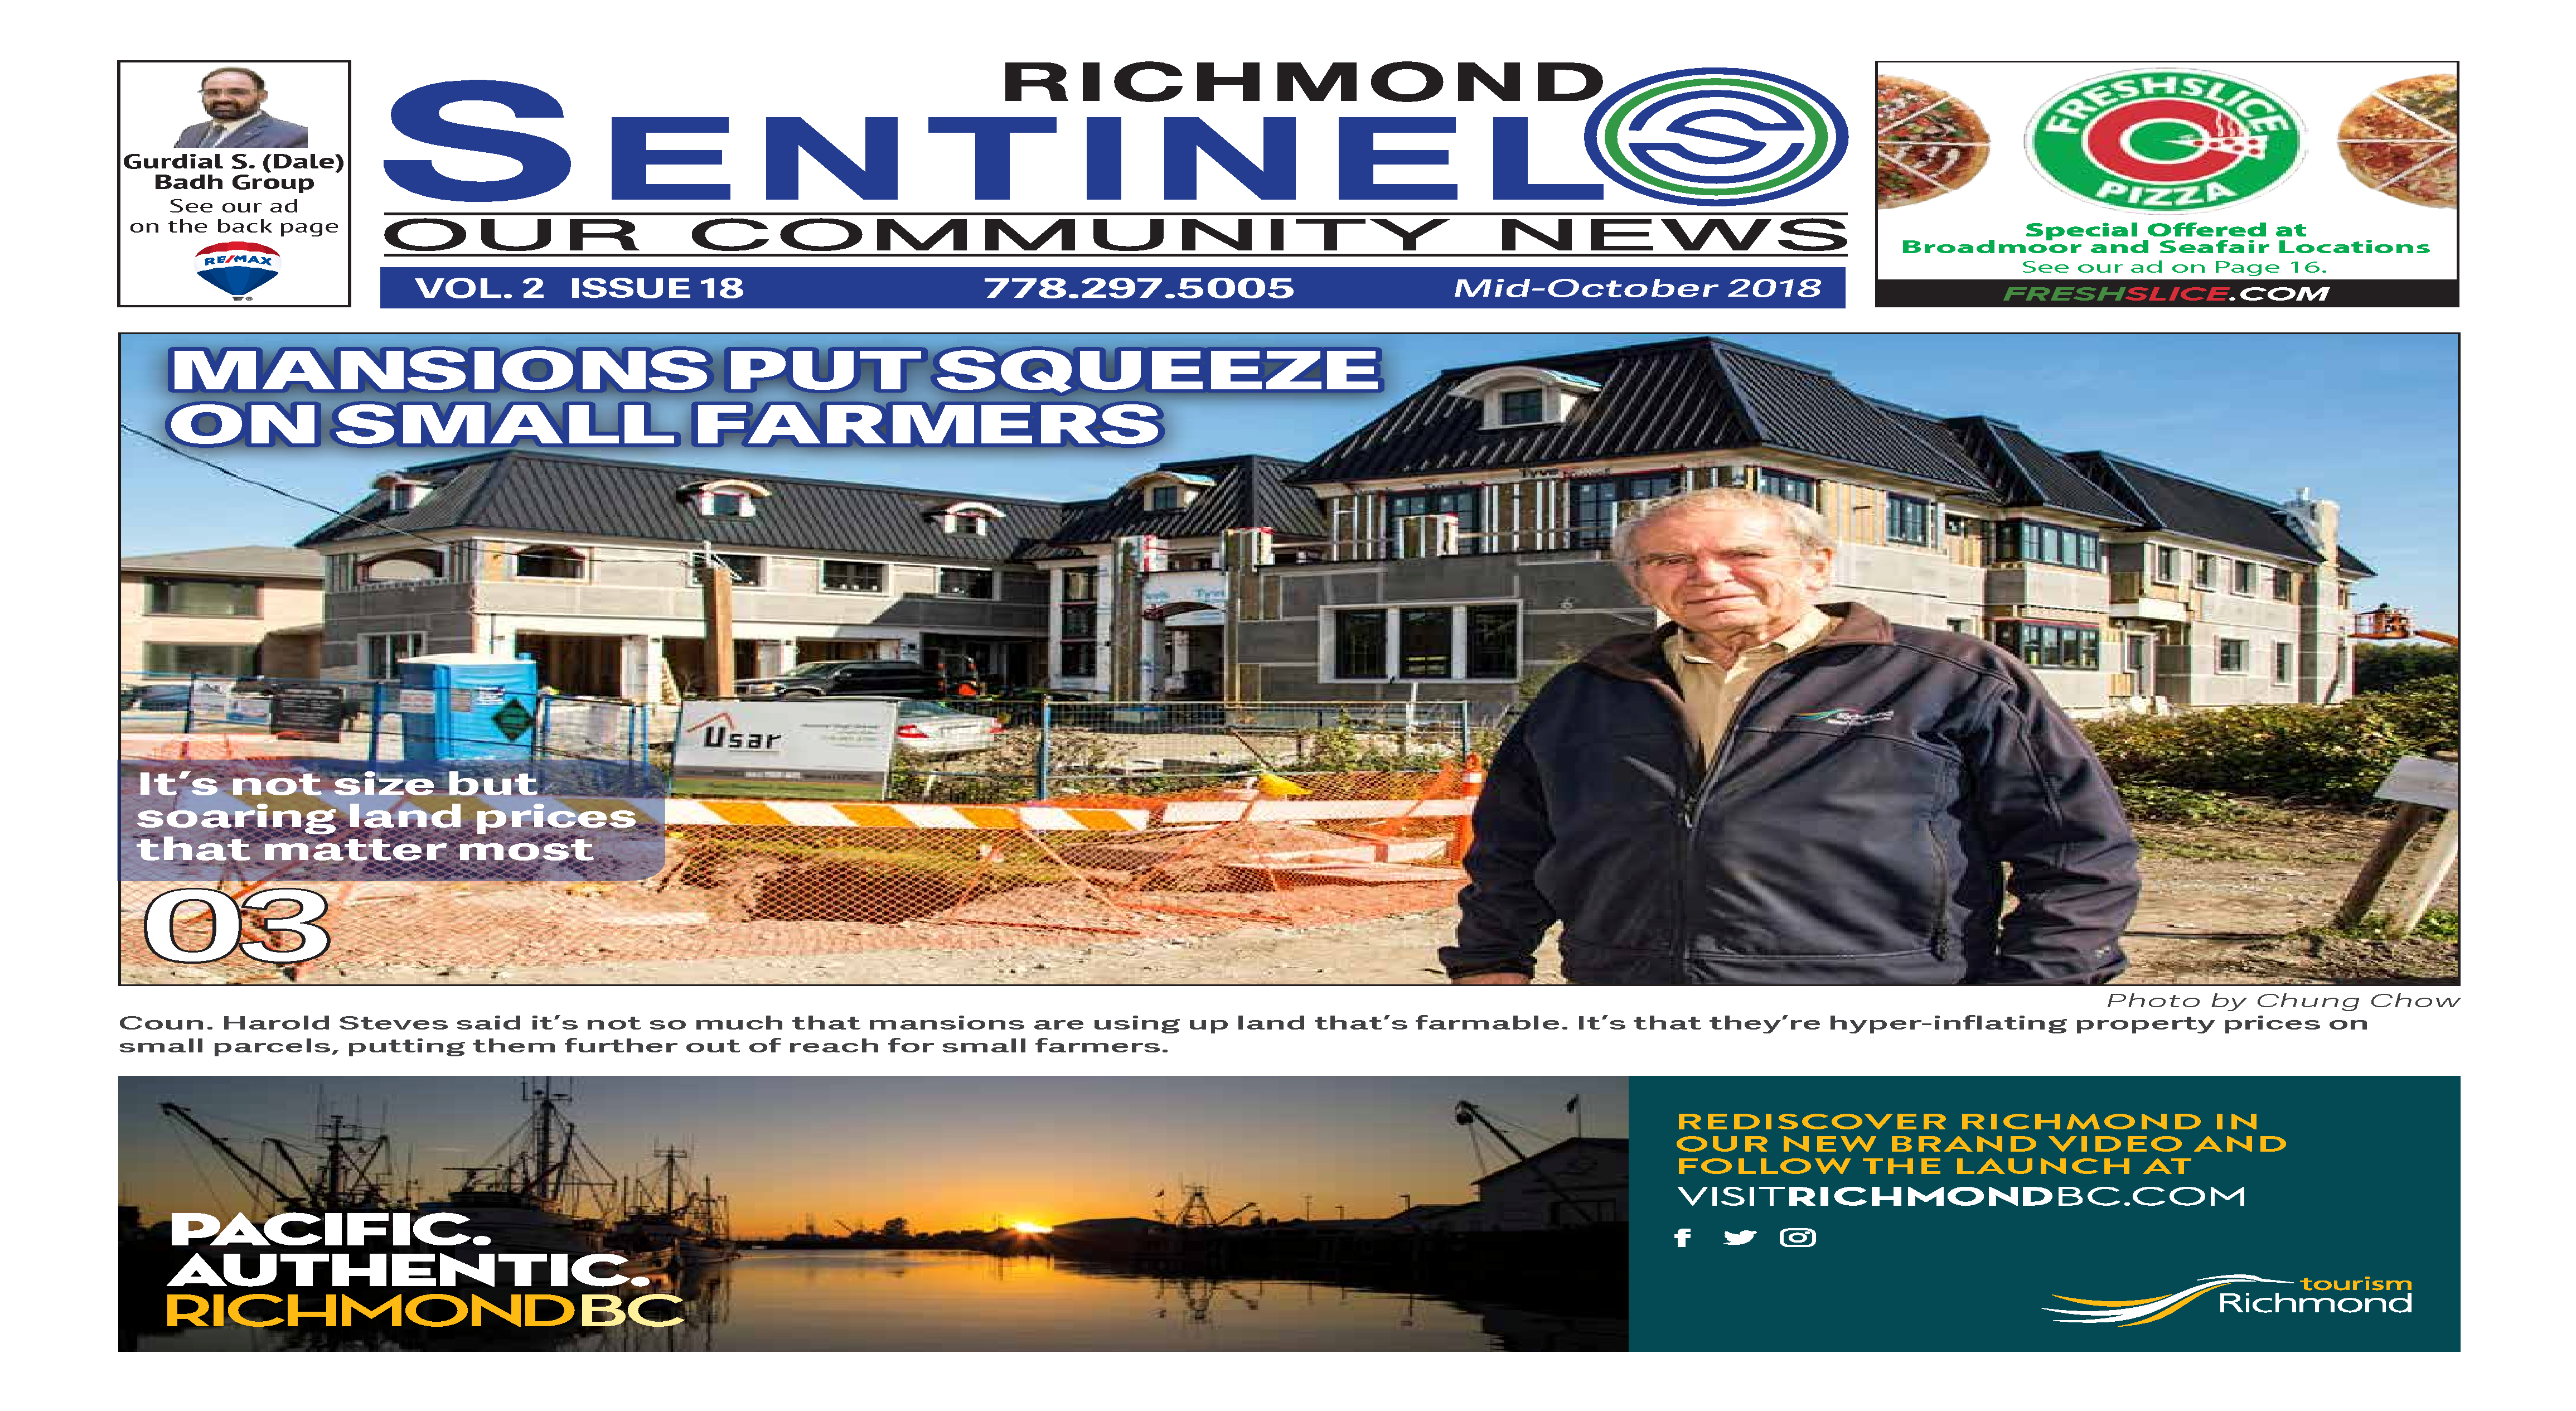 Gurdial S. (Dale)
Badh Group
See our ad
on the back page
RE/MAX
RICHMOND
SENTINEL
OUR COMMUNITY NEWS
VOL. 2 ISSUE 18
778.297.5005
Mid-October 2018
FRESHSLICE
PIZZA
Special Offered at
Broadmoor and Seafair Locations
See our ad on Page 16.
FRESHSLICE.COM
MANSIONS PUT SQUEEZE
ON SMALL FARMERS
Usar
Richmond
It’s not size but
soaring land prices
that matter most
03
Photo by Chung Chow
Coun. Harold Steves said it’s not so much that mansions are using up land that’s farmable. It’s that they’re hyper-inflating property prices on
small parcels, putting them further out of reach for small farmers.
PACIFIC.
AUTHENTIC.
RICHMONDBC
REDISCOVER RICHMOND IN
OUR NEW BRAND VIDEO AND
FOLLOW THE LAUNCH AT
VISITRICHMONDBC.COM
tourism
Richmond